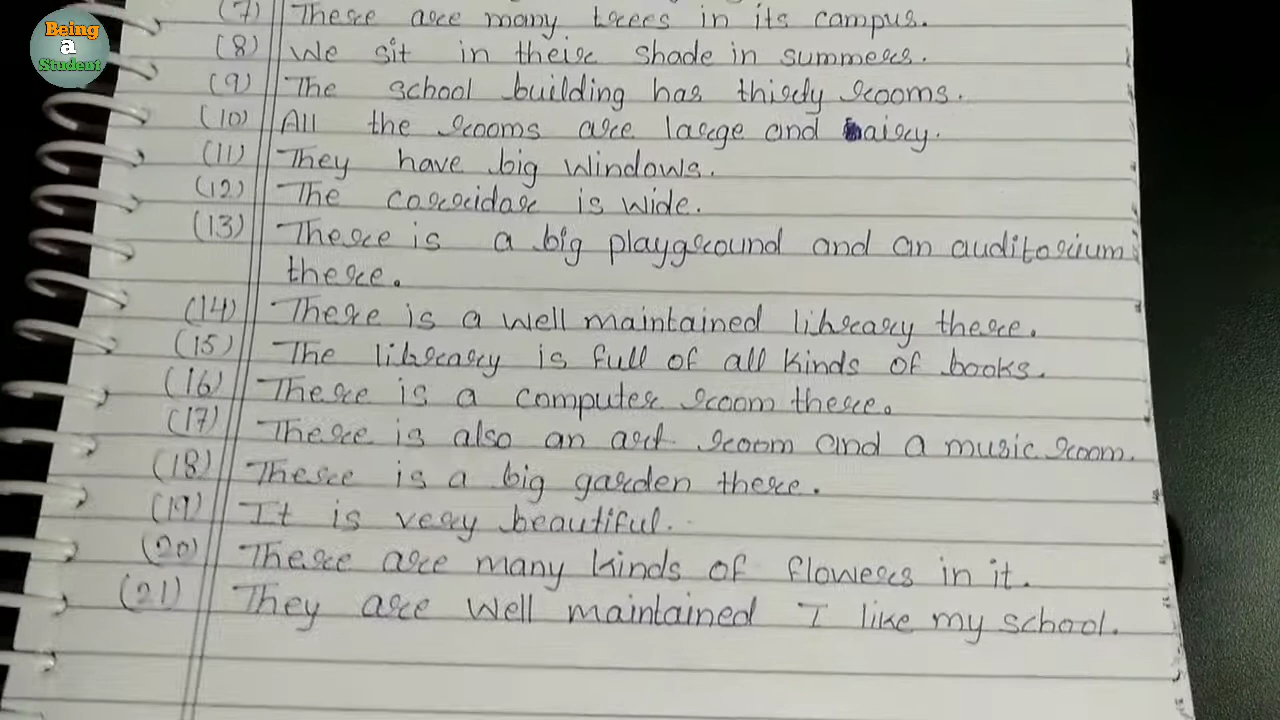 Being
a
Student
(7) There are many trees in its campus.
(8) We sit in their shade in summers.
(9) The school building has thirty rooms.
(10) All the rooms are large and airy.
(11) They have big windows.
(12) The corridar is wide.
(13) There is a big playground and an auditorium
there.
(14) There is a well maintained library there.
(15) The library is full of all kinds of books.
(16) There is a computer room there.
(17) There is also an art room and a music room.
(18) There is a big garden there.
(19) It is very beautiful.
(20) There are many kinds of flowers in it.
(21) They are well maintained I like my school.